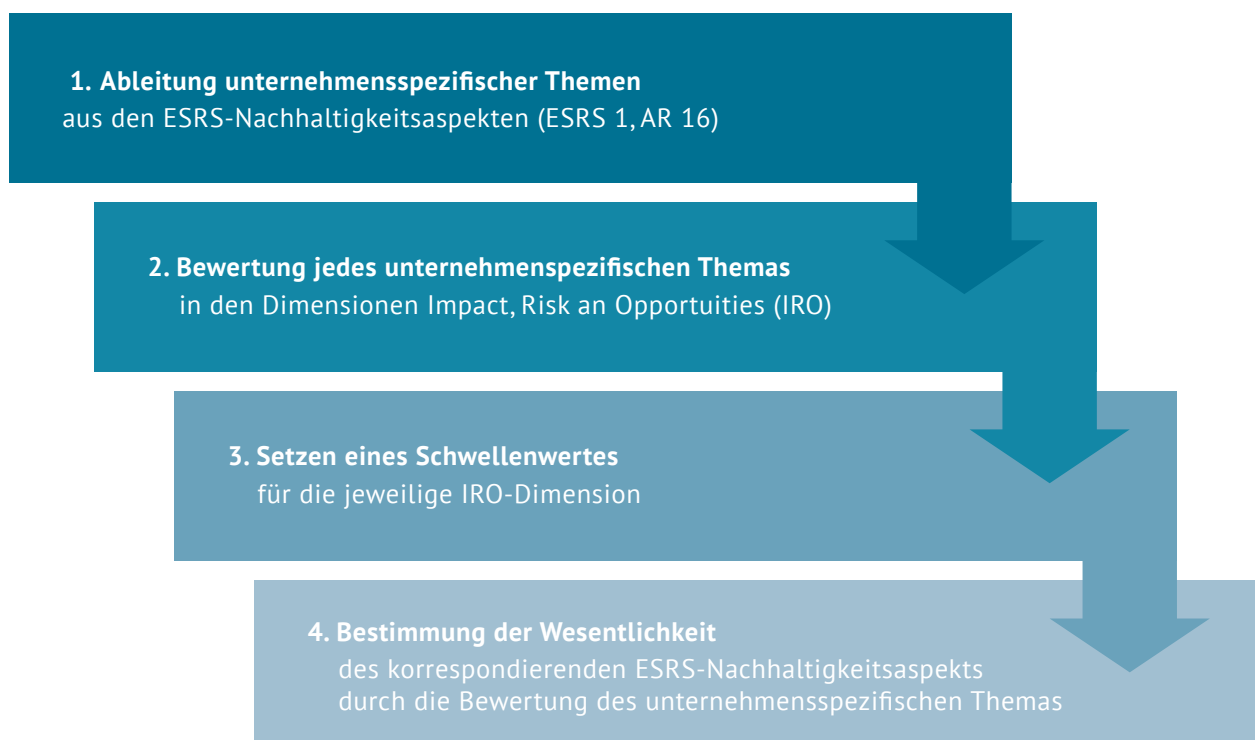 1. Ableitung unternehmensspezifischer Themen
aus den ESRS-Nachhaltigkeitsaspekten (ESRS 1, AR 16)
2. Bewertung jedes unternehmenspezifischen Themas
in den Dimensionen Impact, Risk an Opportuities (IRO)
3. Setzen eines Schwellenwertes
für die jeweilige IRO-Dimension
4. Bestimmung der Wesentlichkeit
des korrespondierenden ESRS-Nachhaltigkeitsaspekts
durch die Bewertung des unternehmensspezifischen Themas